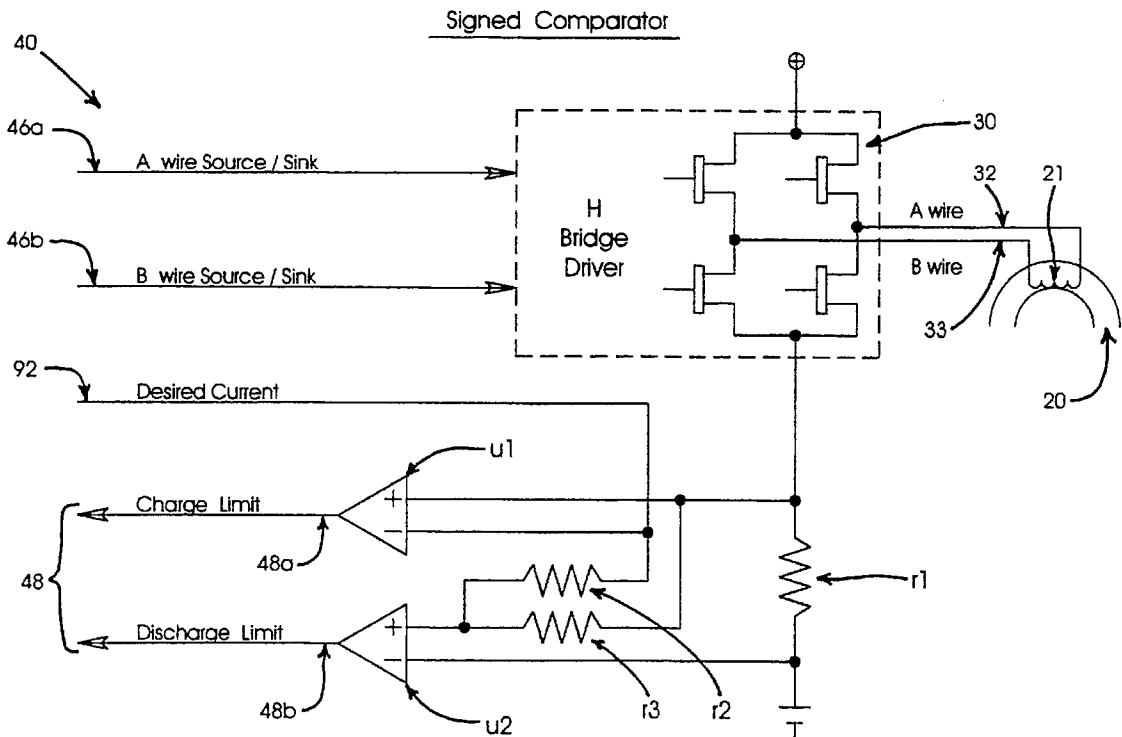 Signed Comparator
40
46a
A wire Source / Sink
30
32
21
H
Bridge
Driver
A wire
46b
B wire Source / Sink
B wire
33
92
Desired Current
20
u1
Charge Limit
+
−
48a
48
r1
Discharge Limit
+
−
48b
u2
r3
r2